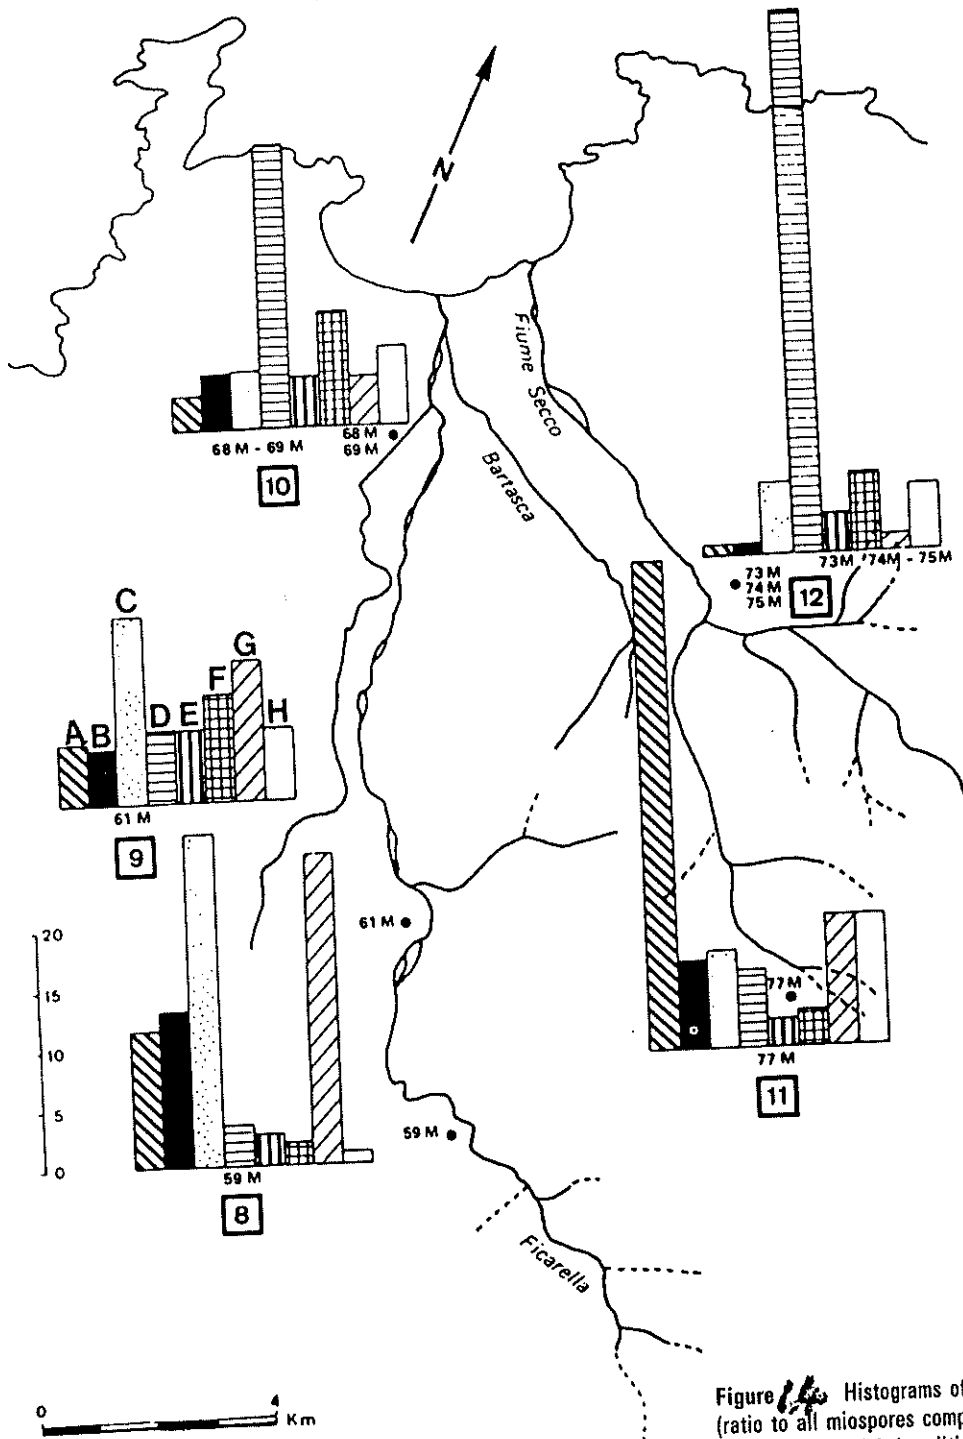 N
Fiume Secco
Bartasca
68 M - 69 M
68 M
69 M
10
73 M - 74 M - 75 M
73 M
74 M
75 M
12
A B C D E F G H
61 M
9
61 M
20
15
10
5
0
77 M
77 M
11
59 M
59 M
8
Ficarella
0 4 Km
Figure 14 Histograms of
(ratio to all miospores comp